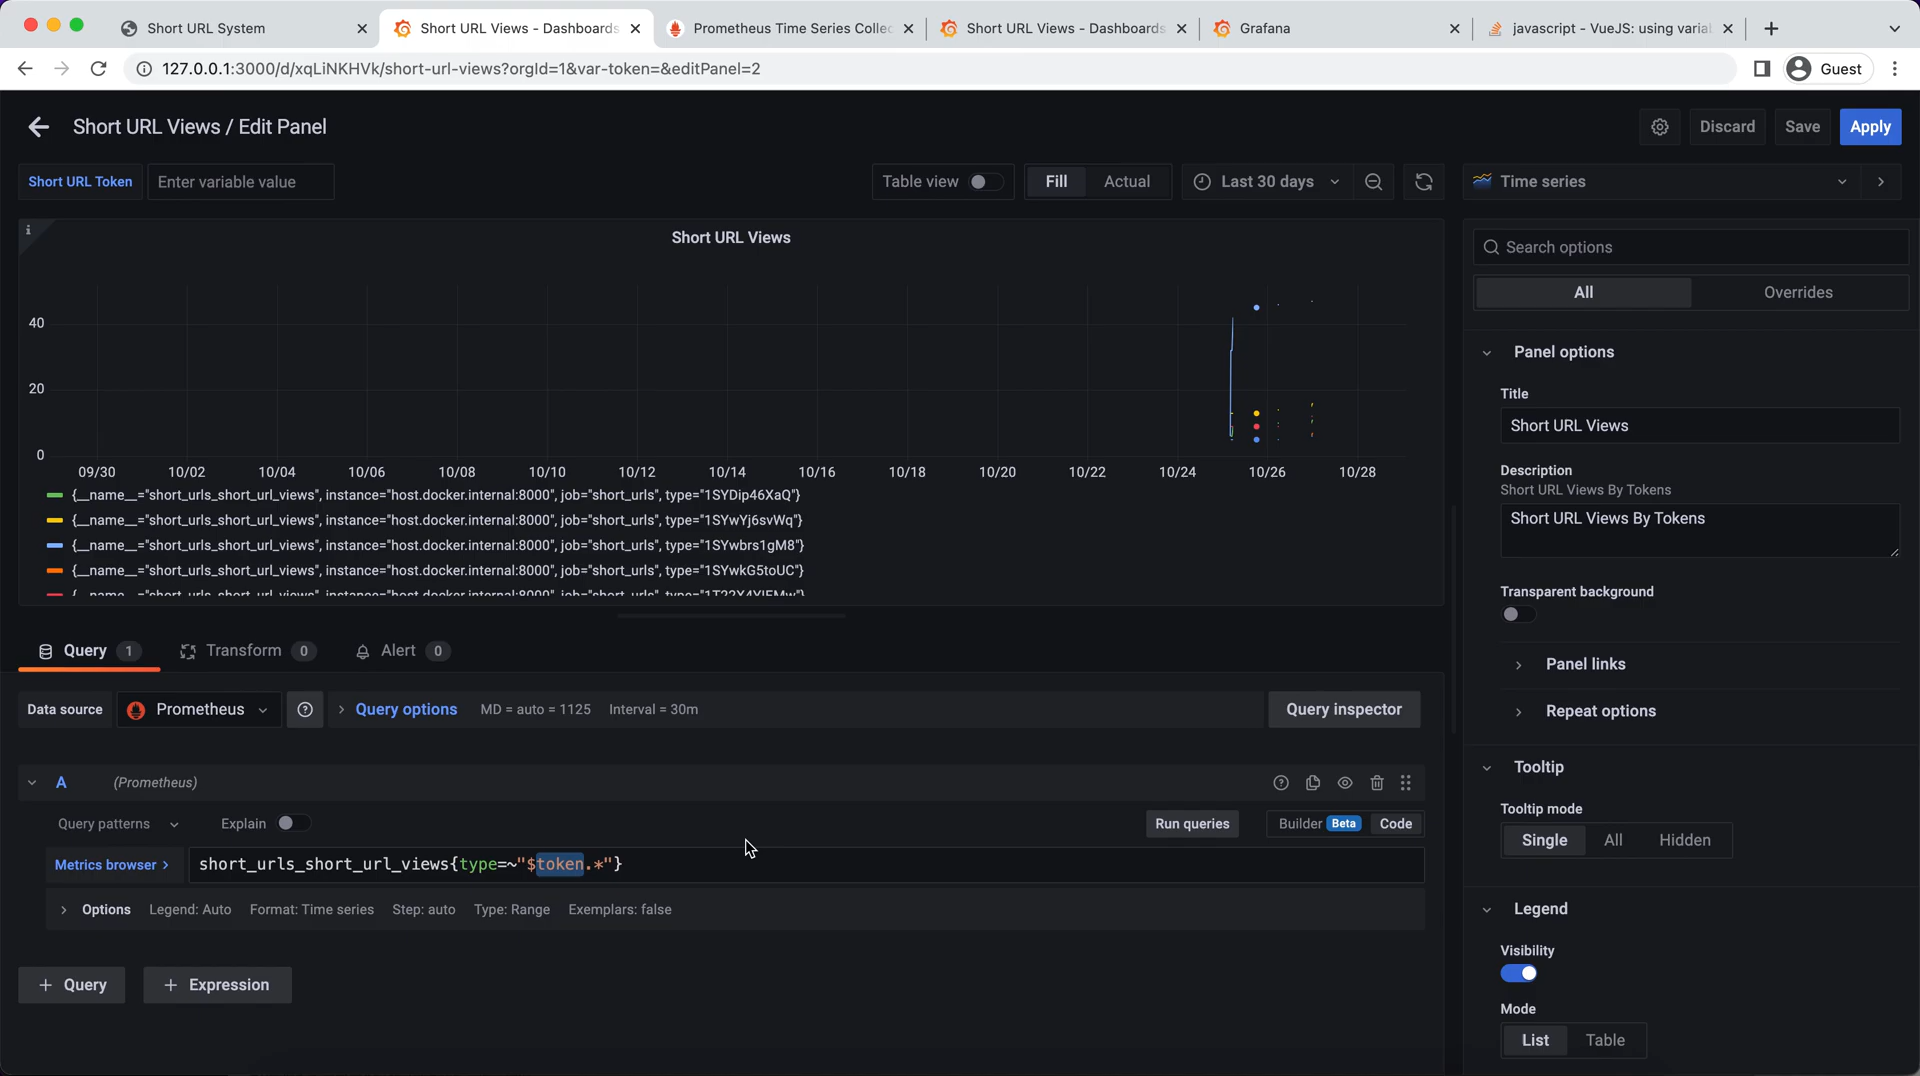 Short URL System
Short URL Views - Dashboards
Prometheus Time Series Collec
Short URL Views - Dashboards
Grafana
javascript - VueJS: using varia
127.0.0.1:3000/d/xqLiNKHVk/short-url-views?orgId=1&var-token=&editPanel=2
Guest
Short URL Views / Edit Panel
Discard
Save
Apply
Short URL Token
Enter variable value
Table view
Fill
Actual
Last 30 days
Time series
Short URL Views
40
20
0
09/30 10/02 10/04 10/06 10/08 10/10 10/12 10/14 10/16 10/18 10/20 10/22 10/24 10/26 10/28
{__name__="short_urls_short_url_views", instance="host.docker.internal:8000", job="short_urls", type="1SYDip46XaQ"}
{__name__="short_urls_short_url_views", instance="host.docker.internal:8000", job="short_urls", type="1SYwYj6svWq"}
{__name__="short_urls_short_url_views", instance="host.docker.internal:8000", job="short_urls", type="1SYwbrs1gM8"}
{__name__="short_urls_short_url_views", instance="host.docker.internal:8000", job="short_urls", type="1SYwkG5toUC"}
Query 1
Transform 0
Alert 0
Data source
Prometheus
Query options
MD = auto = 1125
Interval = 30m
Query inspector
A
(Prometheus)
Query patterns
Explain
Run queries
Builder Beta
Code
Metrics browser >
short_urls_short_url_views{type=~"$token.*"}
Options
Legend: Auto
Format: Time series
Step: auto
Type: Range
Exemplars: false
+ Query
+ Expression
Search options
All
Overrides
Panel options
Title
Short URL Views
Description
Short URL Views By Tokens
Short URL Views By Tokens
Transparent background
Panel links
Repeat options
Tooltip
Tooltip mode
Single
All
Hidden
Legend
Visibility
Mode
List
Table